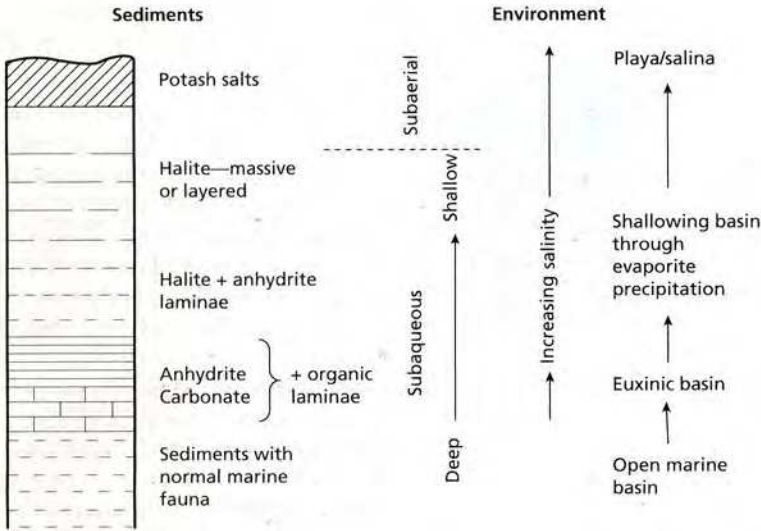 Sediments
Potash salts
Halite—massive
or layered
Halite + anhydrite
laminae
Anhydrite
Carbonate
+ organic
laminae
Sediments with
normal marine
fauna
Environment
Subaerial
Subaqueous
Shallow
Deep
Increasing salinity
Playa/salina
Shallowing basin
through
evaporite
precipitation
Euxinic basin
Open marine
basin